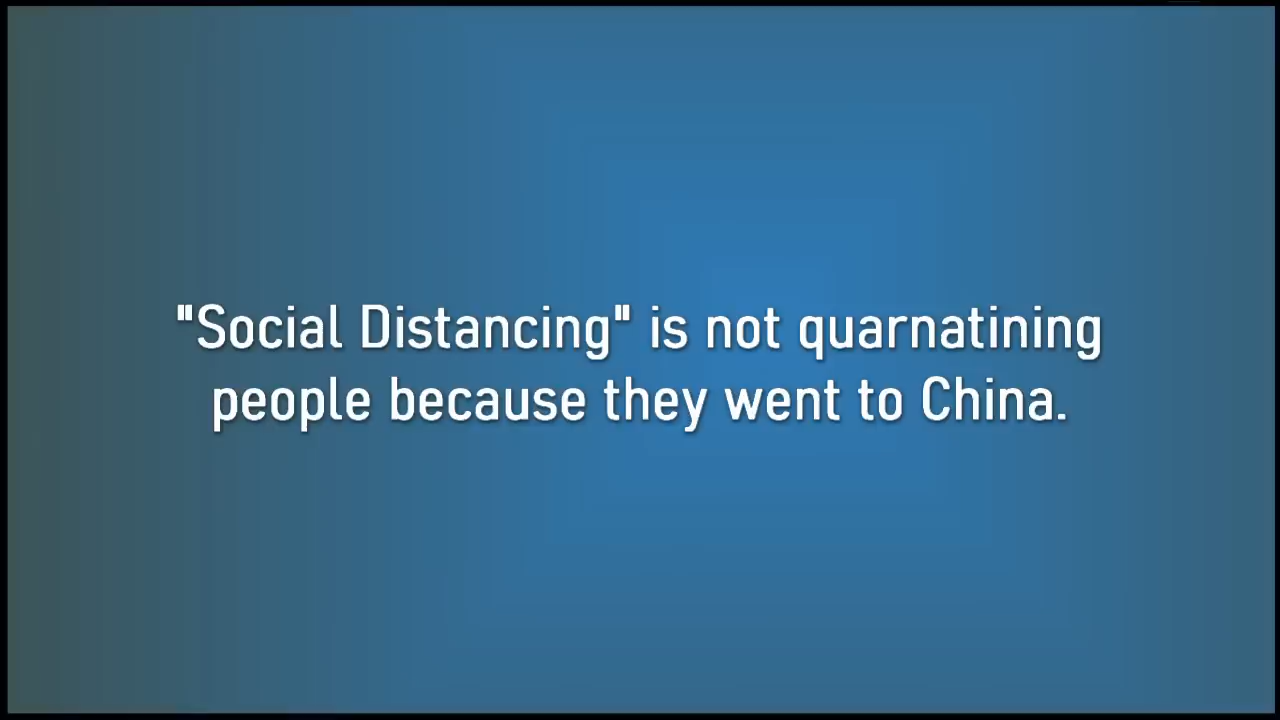 "Social Distancing" is not quarnatining
people because they went to China.